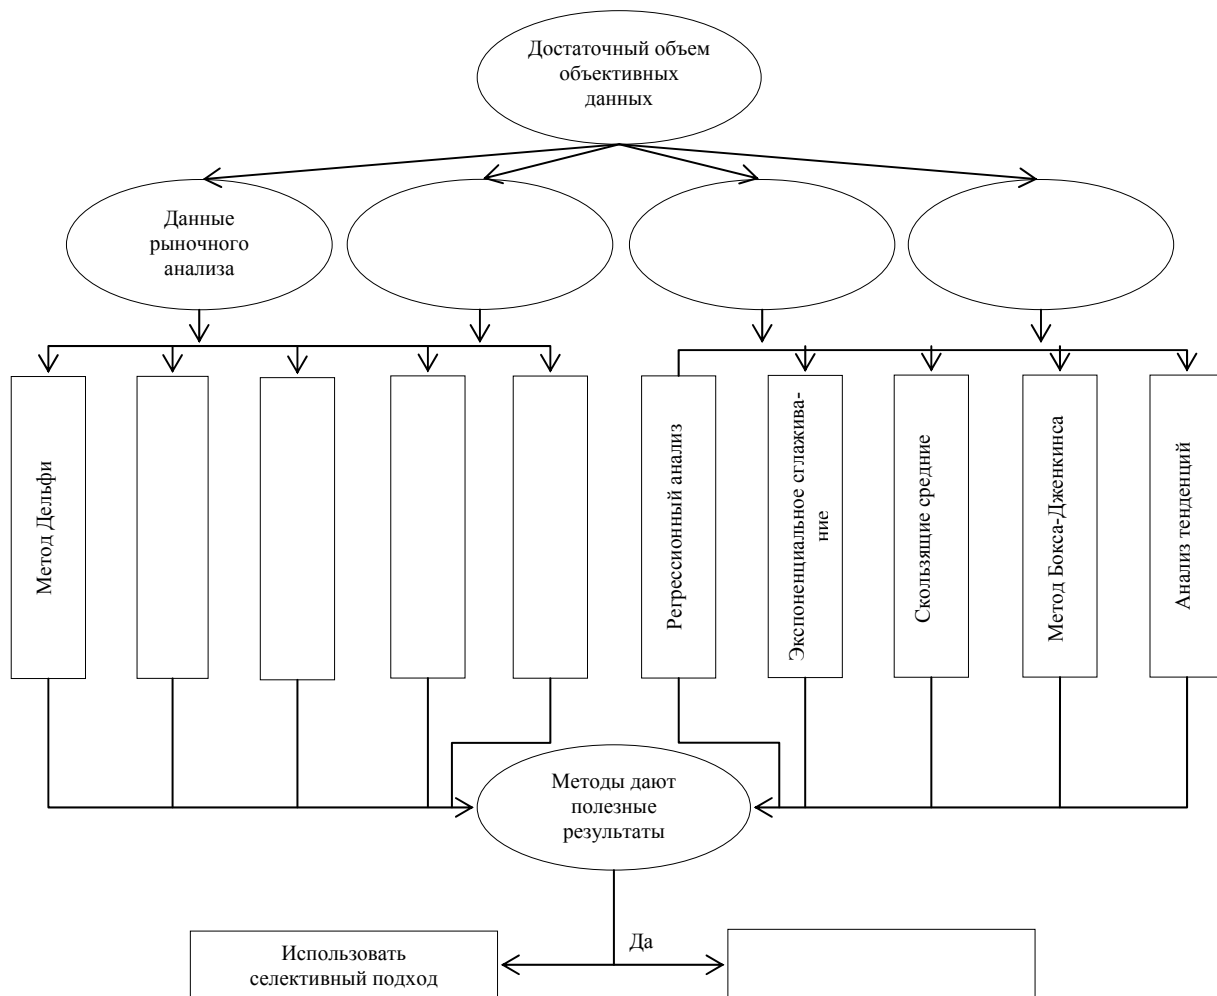 Достаточный объем
объективных
данных
Данные
рыночного
анализа
Метод Дельфи
Регрессионный анализ
Экспоненциальное сглажива-
ние
Скользящие средние
Метод Бокса-Дженкинса
Анализ тенденций
Методы дают
полезные
результаты
Да
Использовать
селективный подход